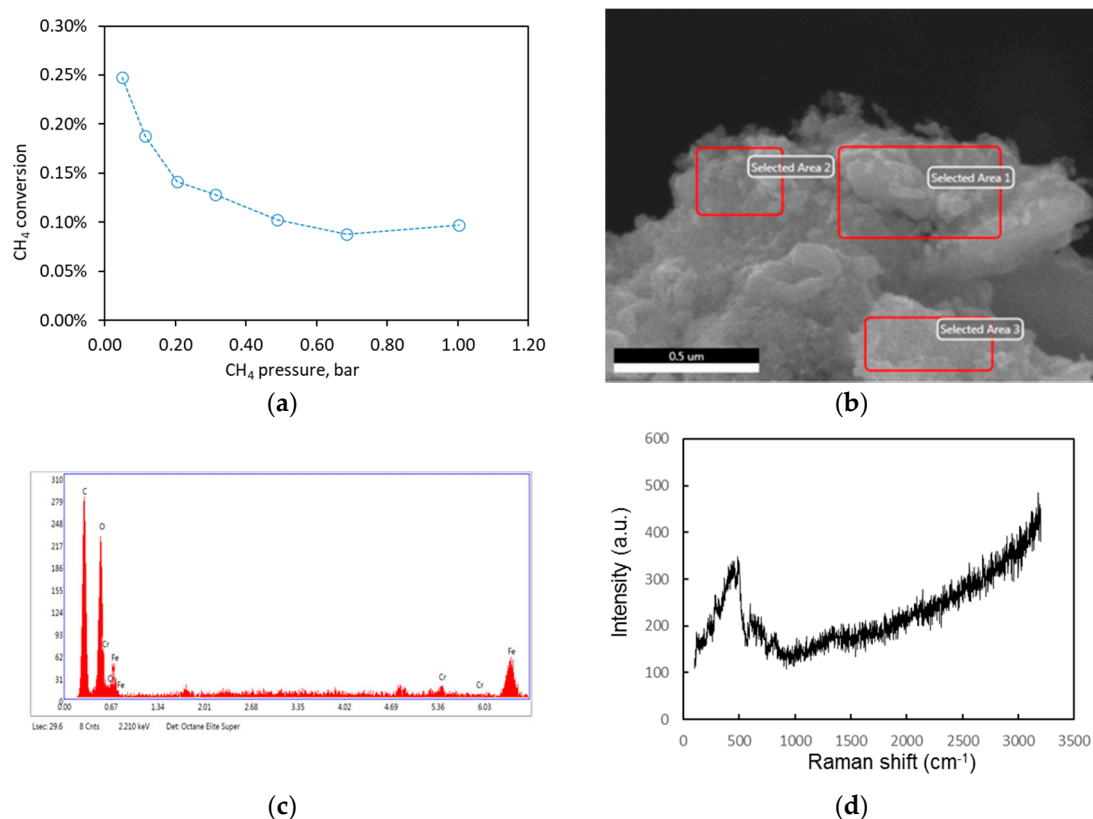 0.30%
0.25%
0.20%
0.15%
0.10%
0.05%
0.00%
0.00 0.20 0.40 0.60 0.80 1.00 1.20
CH₄ conversion
CH₄ pressure, bar
(a)
Selected Area 2
Selected Area 1
Selected Area 3
0.5 um
(b)
310
279
248
217
186
155
124
93
62
31
0
C
O
Cr
Fe
Cr
Fe
Cr
Cr
Fe
0.00 0.67 1.34 2.01 2.68 3.35 4.02 4.69 5.36 6.03
Lsec: 29.6 8 Cnts 2.210 keV Det: Octane Elite Super
(c)
600
500
400
300
200
100
0
0 500 1000 1500 2000 2500 3000 3500
Intensity (a.u.)
Raman shift (cm⁻¹)
(d)